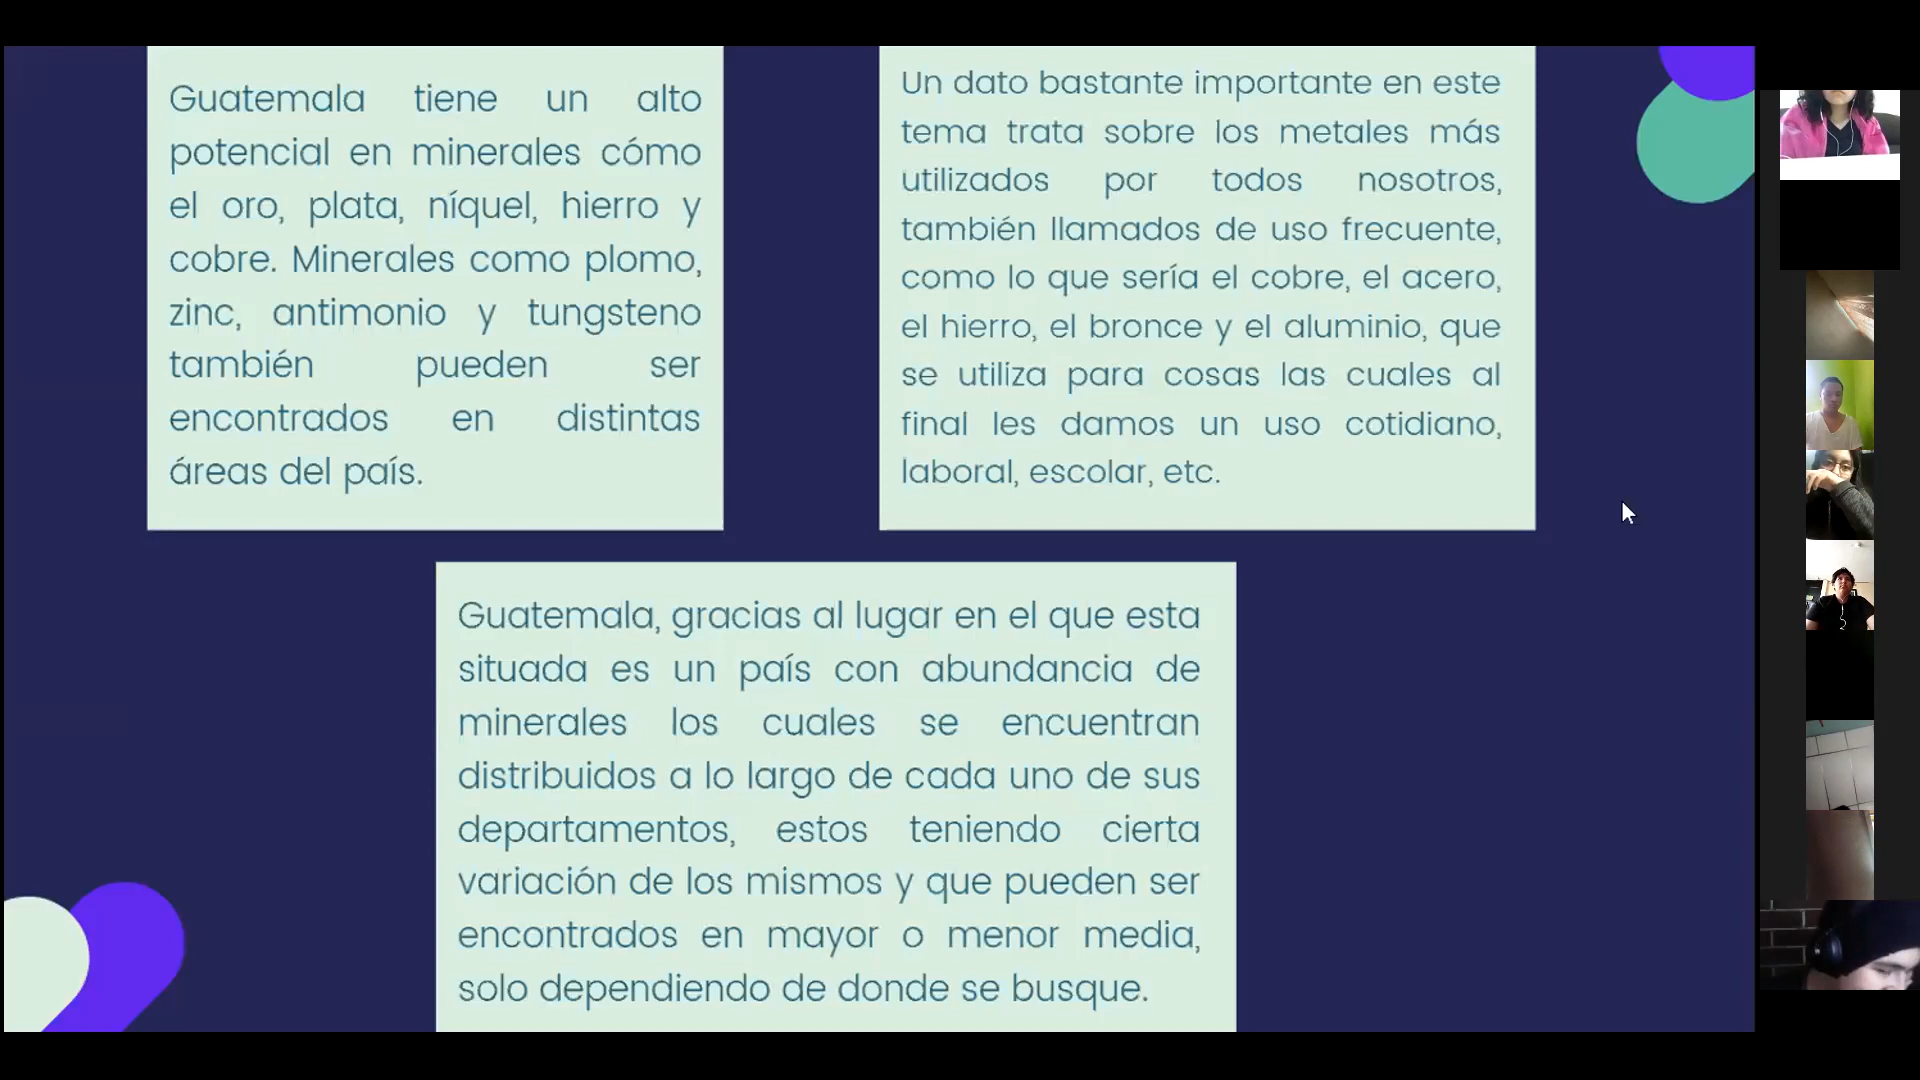 Guatemala tiene un alto
potencial en minerales cómo
el oro, plata, níquel, hierro y
cobre. Minerales como plomo,
zinc, antimonio y tungsteno
también pueden ser
encontrados en distintas
áreas del país.
Un dato bastante importante en este
tema trata sobre los metales más
utilizados por todos nosotros,
también llamados de uso frecuente,
como lo que sería el cobre, el acero,
el hierro, el bronce y el aluminio, que
se utiliza para cosas las cuales al
final les damos un uso cotidiano,
laboral, escolar, etc.
Guatemala, gracias al lugar en el que esta
situada es un país con abundancia de
minerales los cuales se encuentran
distribuidos a lo largo de cada uno de sus
departamentos, estos teniendo cierta
variación de los mismos y que pueden ser
encontrados en mayor o menor media,
solo dependiendo de donde se busque.